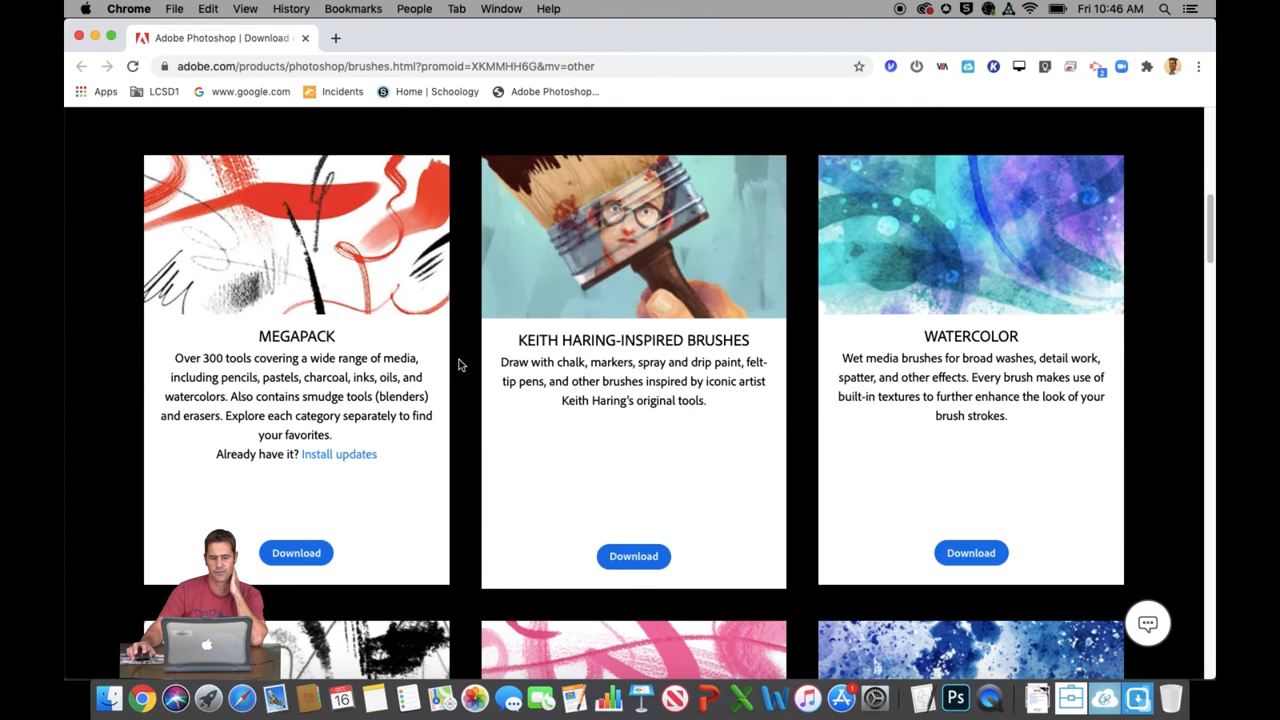 Chrome File Edit View History Bookmarks People Tab Window Help Fri 10:46 AM
Adobe Photoshop | Download
adobe.com/products/photoshop/brushes.html?promoid=XKMMHH6G&mv=other
VIA K 2
Apps LCSD1 www.google.com Incidents Home | Schoology Adobe Photoshop...
MEGAPACK
Over 300 tools covering a wide range of media,
including pencils, pastels, charcoal, inks, oils, and
watercolors. Also contains smudge tools (blenders)
and erasers. Explore each category separately to find
your favorites.
Already have it? Install updates
Download
KEITH HARING-INSPIRED BRUSHES
Draw with chalk, markers, spray and drip paint, felt-
tip pens, and other brushes inspired by iconic artist
Keith Haring's original tools.
Download
WATERCOLOR
Wet media brushes for broad washes, detail work,
spatter, and other effects. Every brush makes use of
built-in textures to further enhance the look of your
brush strokes.
Download
OCT
16
1
Ps